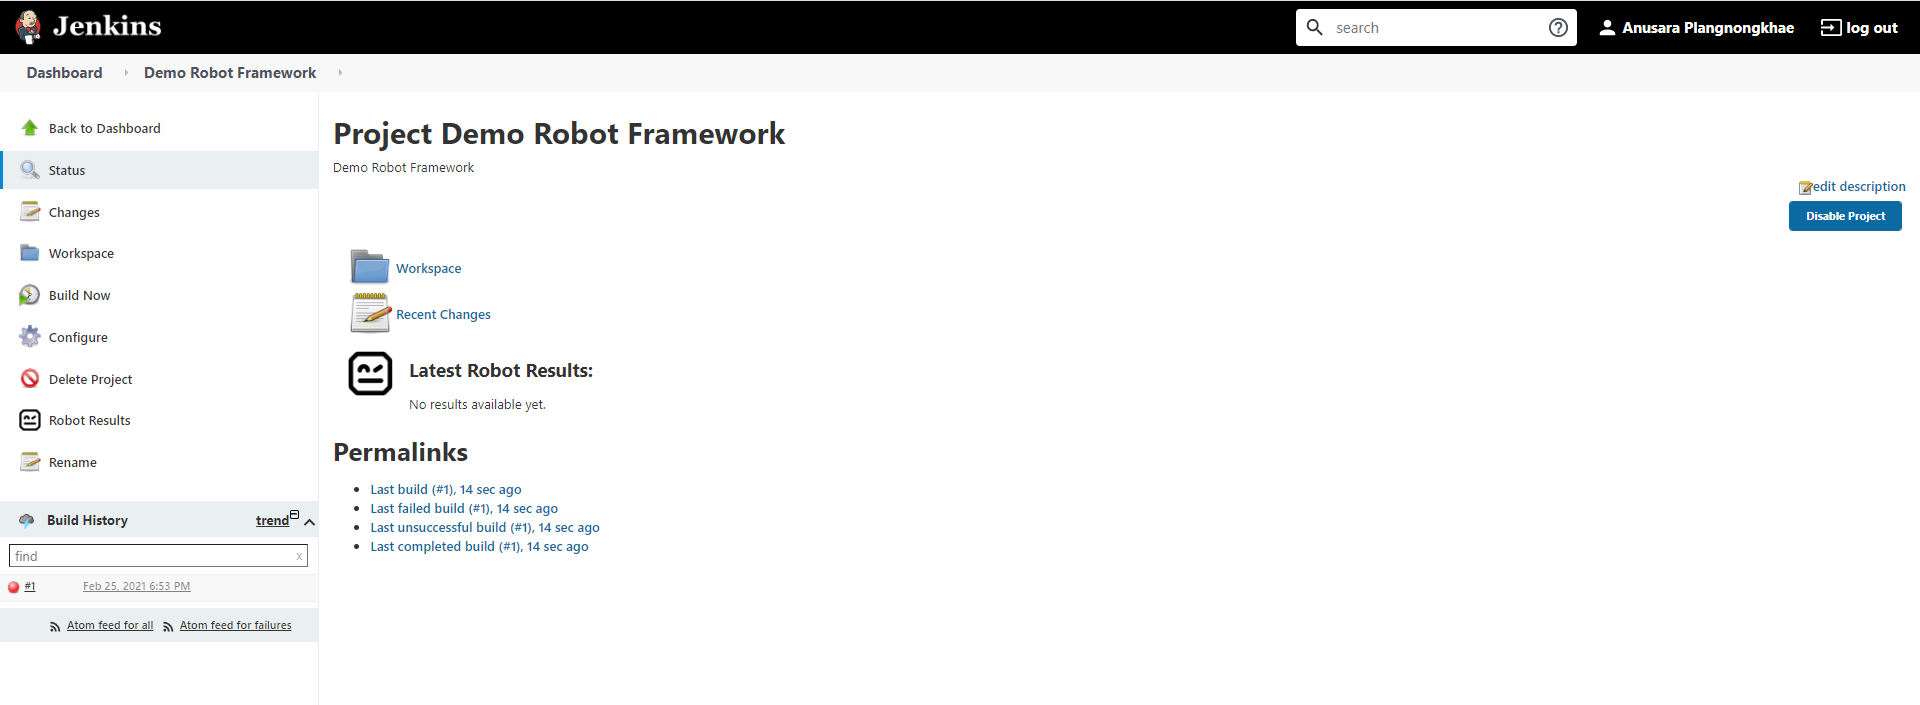 Jenkins
search
Anusara Plangnongkhae
log out
Dashboard
Demo Robot Framework
Back to Dashboard
Status
Changes
Workspace
Build Now
Configure
Delete Project
Robot Results
Rename
Build History
trend
find
x
#1
Feb 25, 2021 6:53 PM
Atom feed for all
Atom feed for failures
Project Demo Robot Framework
Demo Robot Framework
edit description
Disable Project
Workspace
Recent Changes
Latest Robot Results:
No results available yet.
Permalinks
Last build (#1), 14 sec ago
Last failed build (#1), 14 sec ago
Last unsuccessful build (#1), 14 sec ago
Last completed build (#1), 14 sec ago